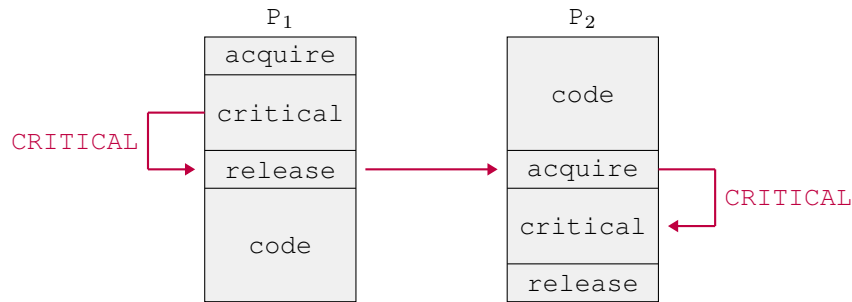 P1
acquire
critical
CRITICAL
release
code
P2
code
acquire
critical
CRITICAL
release